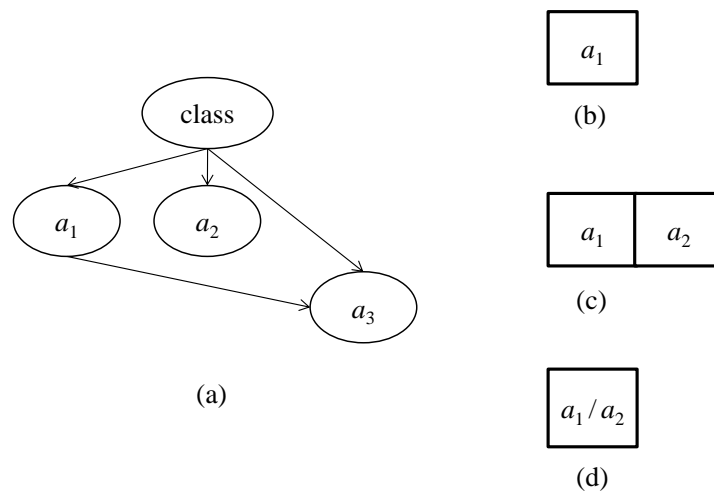 class
a₁
a₂
a₃
(a)
a₁
(b)
a₁ a₂
(c)
a₁ / a₂
(d)